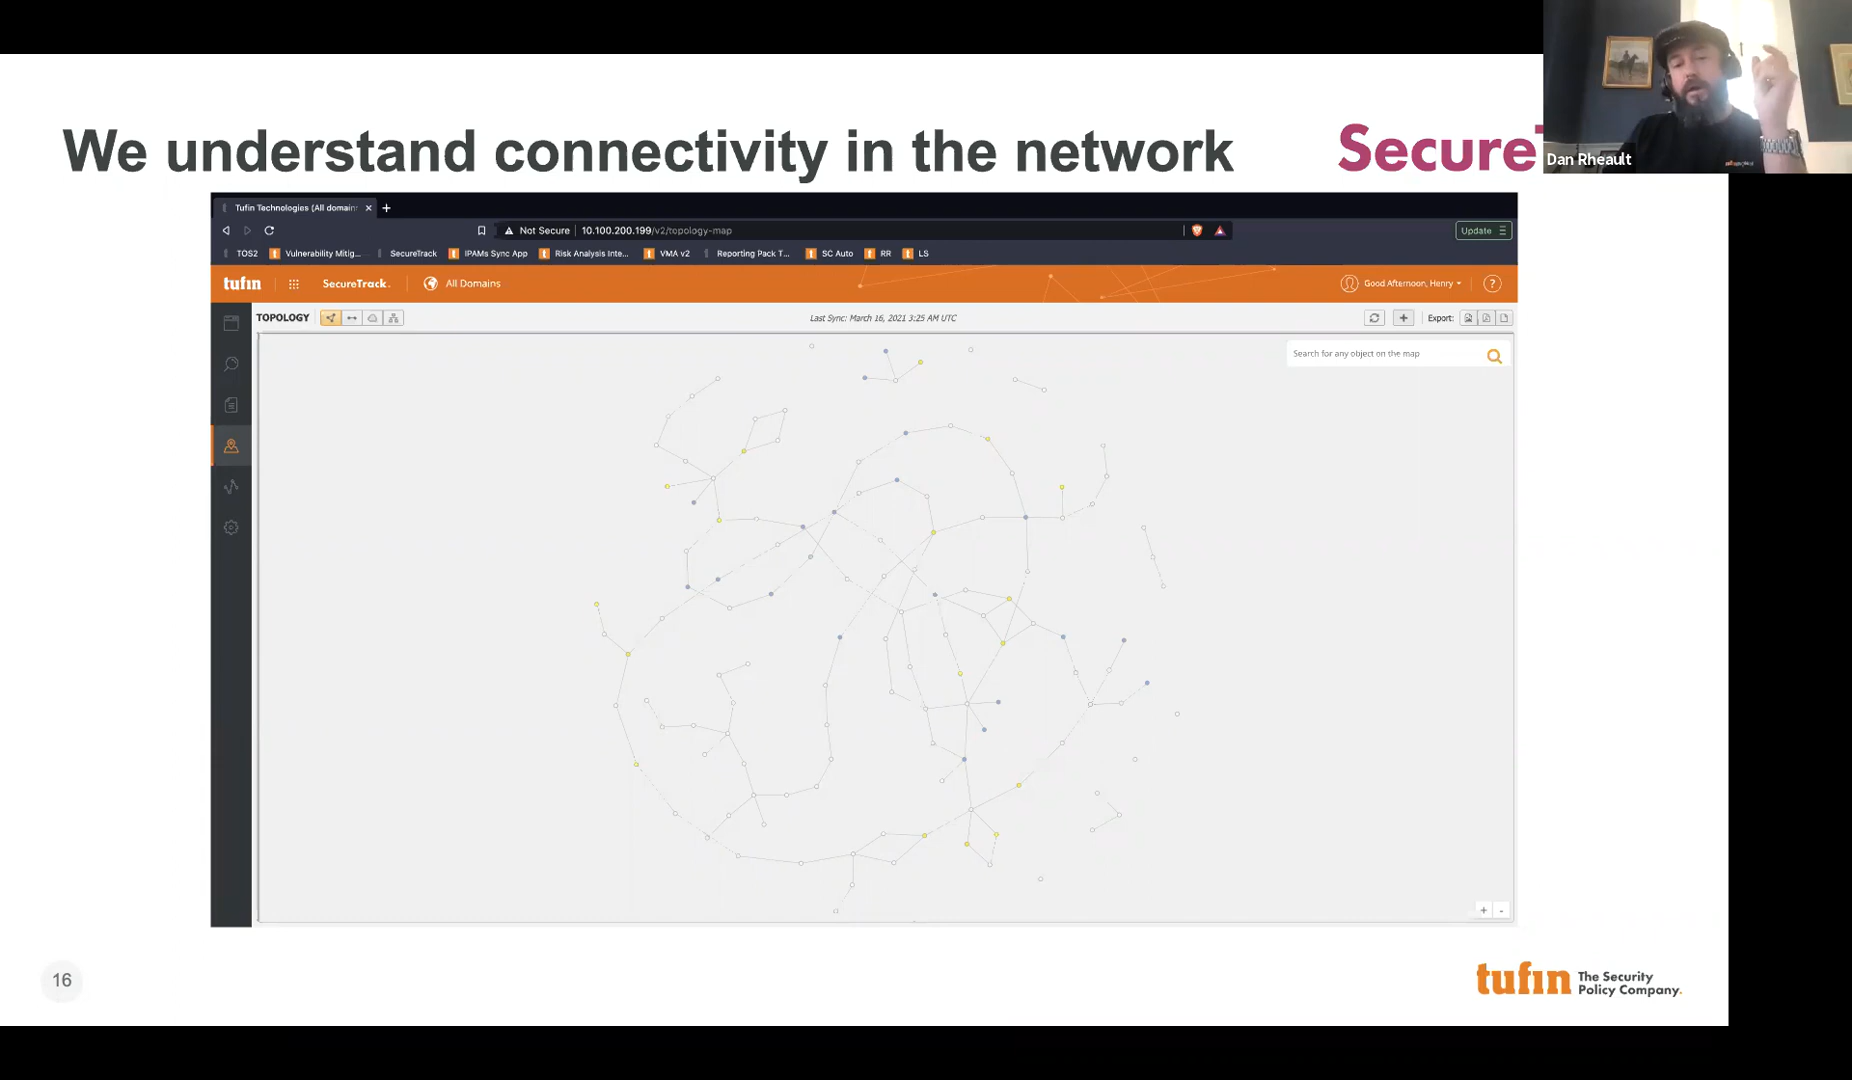 We understand connectivity in the network
SecureT
Dan Rheault
Tufin Technologies (All domain
Not Secure 10.100.200.199/v2/topology-map
Update
TOS2 Vulnerability Mitig... SecureTrack IPAMs Sync App Risk Analysis Inte... VMA v2 Reporting Pack T... SC Auto RR LS
tufin SecureTrack. All Domains Good Afternoon, Henry ?
TOPOLOGY Last Sync: March 16, 2021 3:25 AM UTC Export:
Search for any object on the map
+ -
16
tufin The Security
Policy Company.